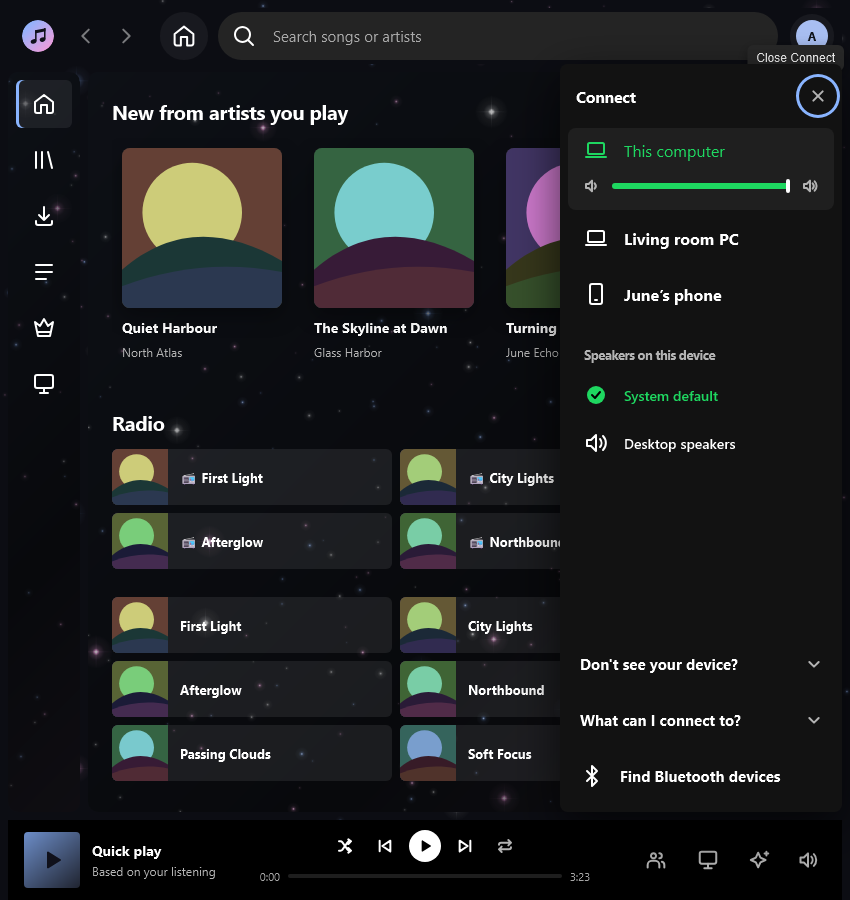 Search songs or artists
A
Close Connect
New from artists you play
Quiet Harbour
North Atlas
The Skyline at Dawn
Glass Harbor
Turning
June Echo
Radio
📻 First Light
📻 City Lights
📻 Afterglow
📻 Northbound
First Light
City Lights
Afterglow
Northbound
Passing Clouds
Soft Focus
Connect
This computer
Living room PC
June's phone
Speakers on this device
System default
Desktop speakers
Don't see your device?
What can I connect to?
Find Bluetooth devices
Quick play
Based on your listening
0:00
3:23